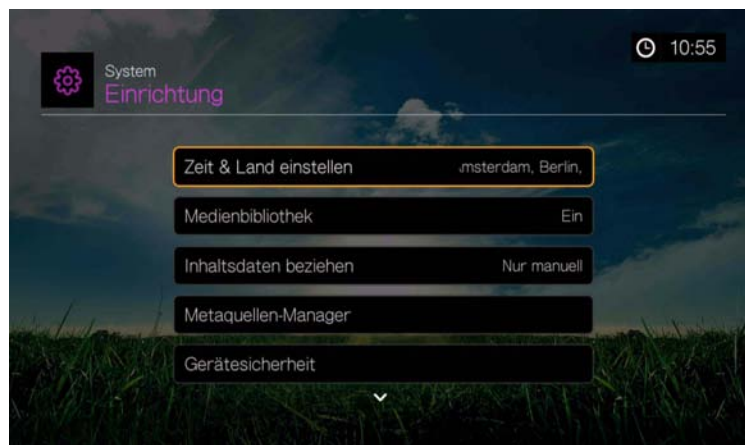 10:55
System
Einrichtung
Zeit & Land einstellen msterdam, Berlin,
Medienbibliothek Ein
Inhaltsdaten beziehen Nur manuell
Metaquellen-Manager
Gerätesicherheit